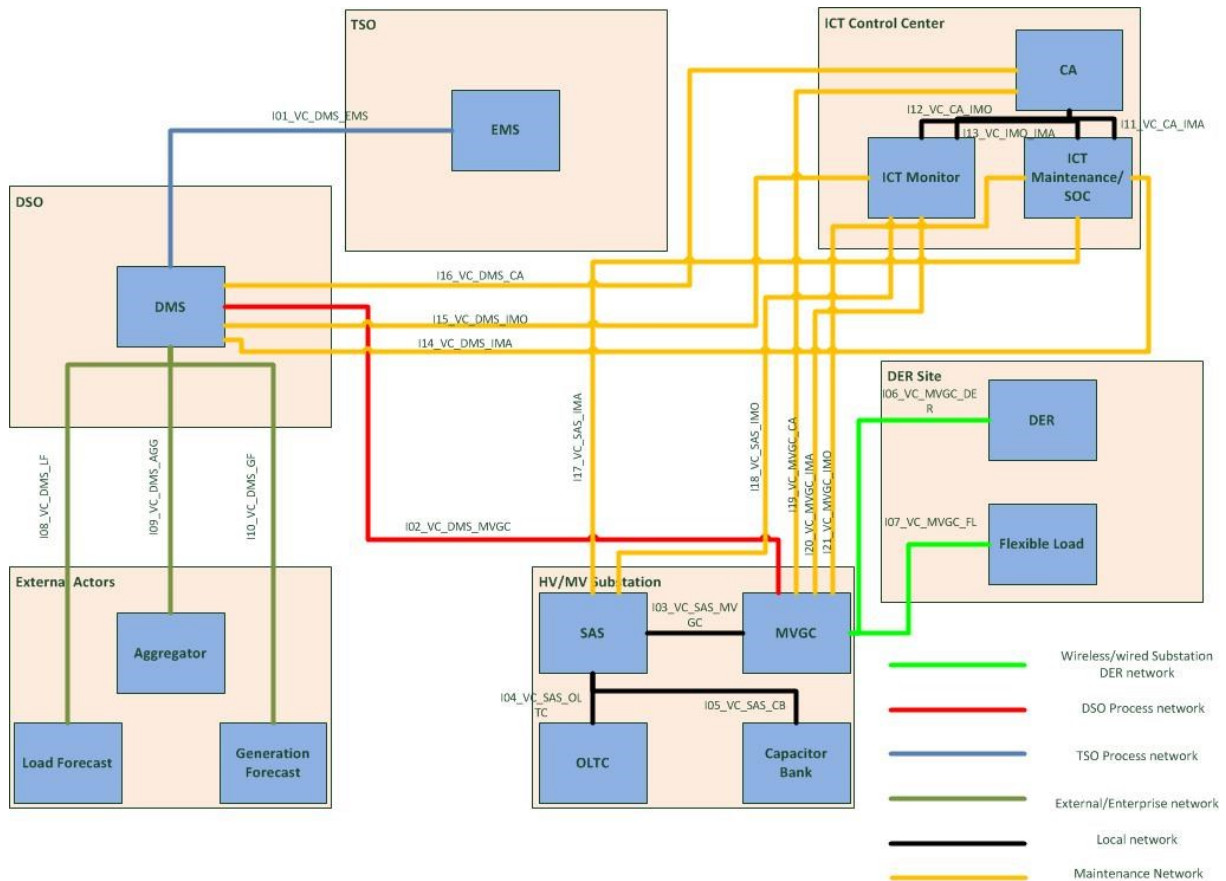 TSO
ICT Control Center
CA
I01_VC_DMS_EMS
EMS
I12_VC_CA_IMO
I13_VC_IMO_IMA
I11_VC_CA_IMA
ICT Monitor
ICT
Maintenance/
SOC
DSO
DMS
I16_VC_DMS_CA
I15_VC_DMS_IMO
I14_VC_DMS_IMA
DER Site
I06_VC_MVGC_DE
R
DER
I08_VC_DMS_LF
I09_VC_DMS_AGG
I10_VC_DMS_GF
I17_VC_SAS_IMA
I18_VC_SAS_IMO
I19_VC_MVGC_CA
I20_VC_MVGC_IMA
I21_VC_MVGC_IMO
I02_VC_DMS_MVGC
I07_VC_MVGC_FL
Flexible Load
External Actors
Aggregator
Load Forecast
Generation
Forecast
HV/MV Substation
SAS
I03_VC_SAS_MV
GC
MVGC
I04_VC_SAS_OL
TC
I05_VC_SAS_CB
OLTC
Capacitor
Bank
Wireless/wired Substation
DER network
DSO Process network
TSO Process network
External/Enterprise network
Local network
Maintenance Network